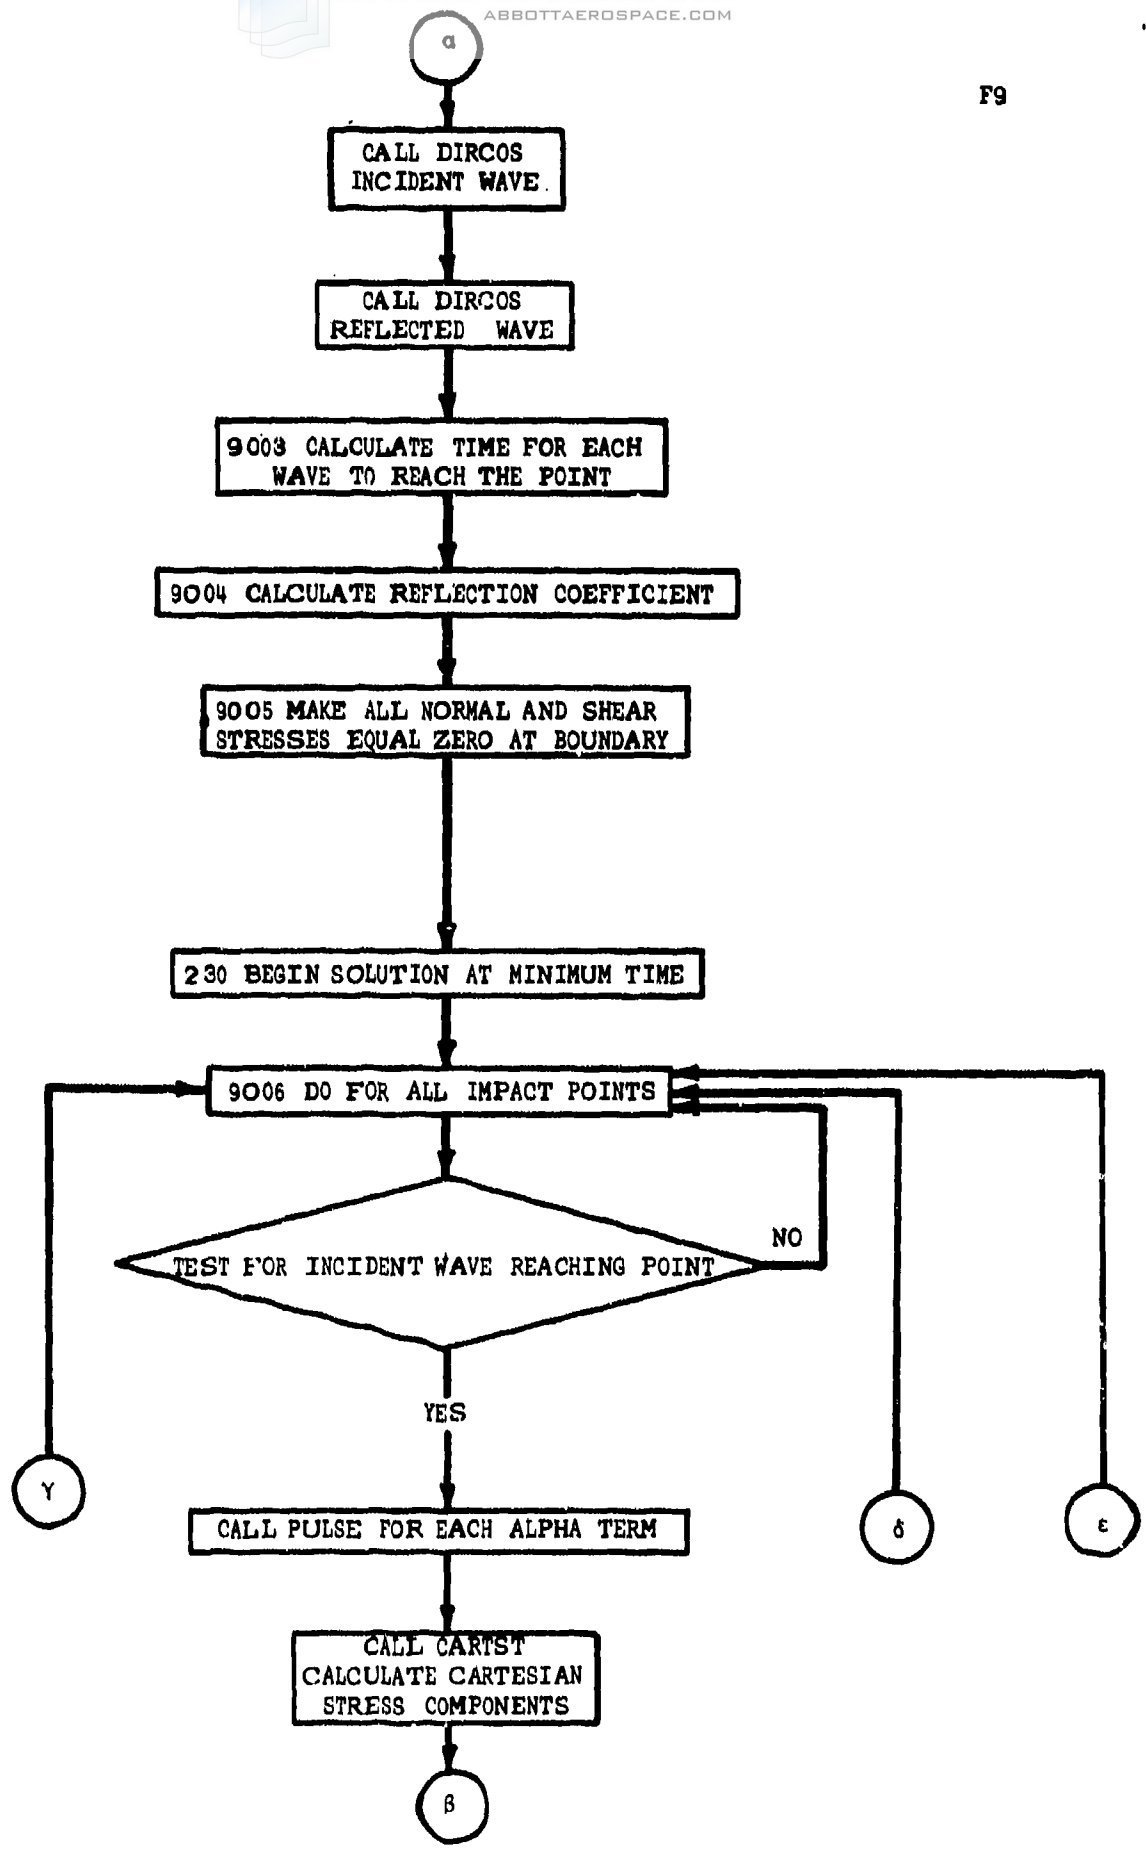 ABBOTTAEROSPACE.COM
α
F9
CALL DIRCOS
INCIDENT WAVE
CALL DIRCOS
REFLECTED WAVE
9003 CALCULATE TIME FOR EACH
WAVE TO REACH THE POINT
9004 CALCULATE REFLECTION COEFFICIENT
9005 MAKE ALL NORMAL AND SHEAR
STRESSES EQUAL ZERO AT BOUNDARY
230 BEGIN SOLUTION AT MINIMUM TIME
9006 DO FOR ALL IMPACT POINTS
NO
TEST FOR INCIDENT WAVE REACHING POINT
YES
γ
δ
ε
CALL PULSE FOR EACH ALPHA TERM
CALL CARTST
CALCULATE CARTESIAN
STRESS COMPONENTS
β